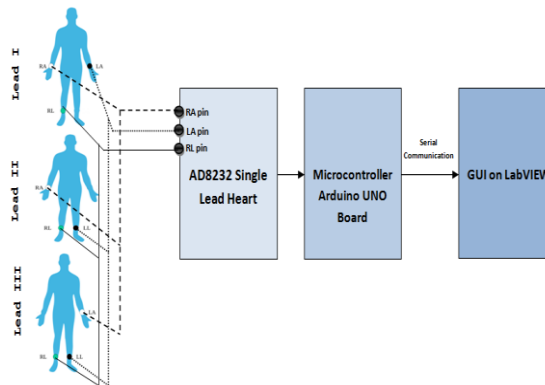 Lead I
RA
LA
RL
Lead II
RA
RL
LL
Lead III
LA
RL
LL
RA pin
LA pin
RL pin
AD8232 Single
Lead Heart
Microcontroller
Arduino UNO
Board
Serial
Communication
GUI on LabVIEW